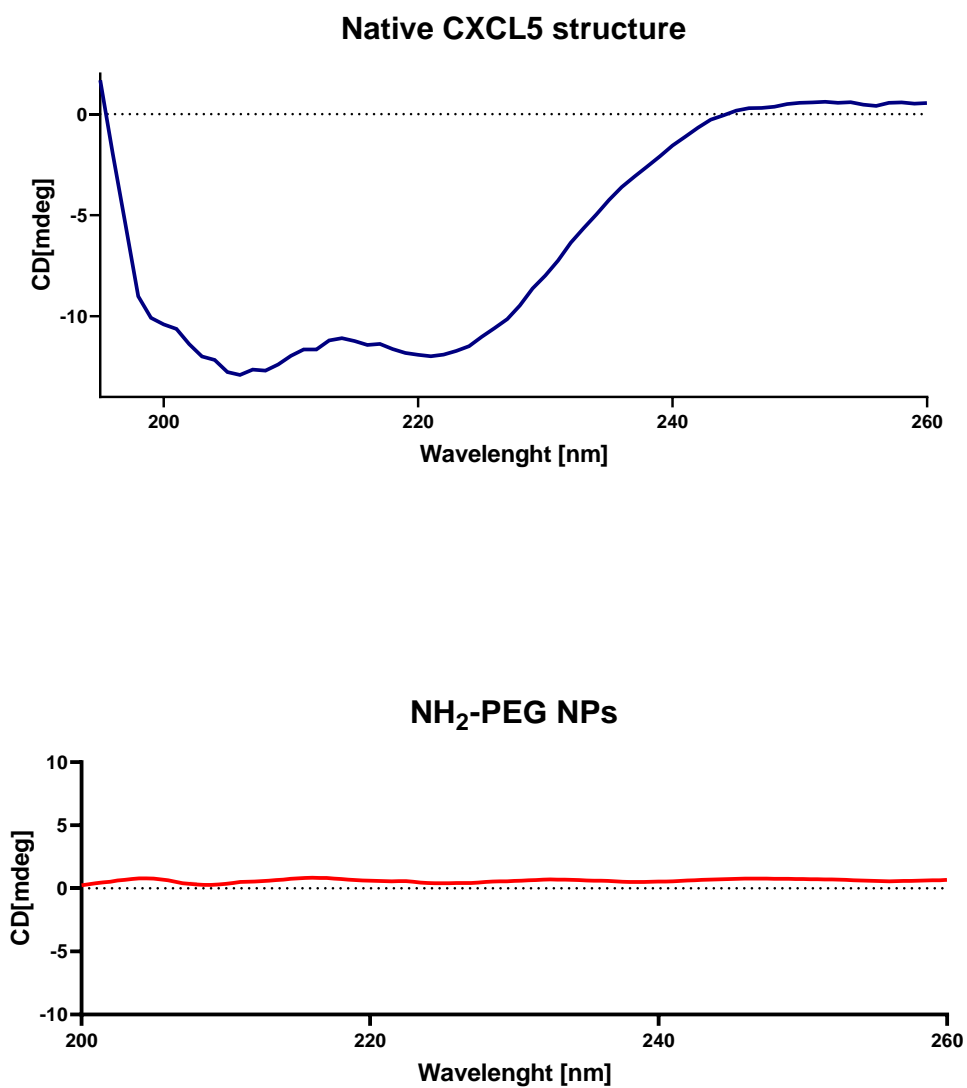 Native CXCL5 structure
0
-5
-10
CD[mdeg]
200 220 240 260
Wavelenght [nm]
NH₂-PEG NPs
10
5
0
-5
-10
CD[mdeg]
200 220 240 260
Wavelenght [nm]